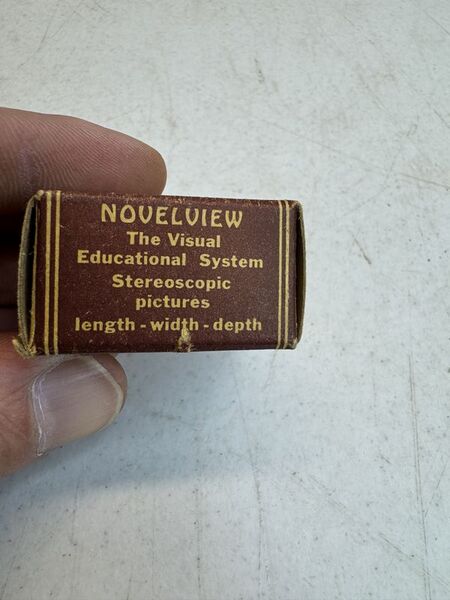 NOVELVIEW
The Visual
Educational System
Stereoscopic
pictures
length - width - depth